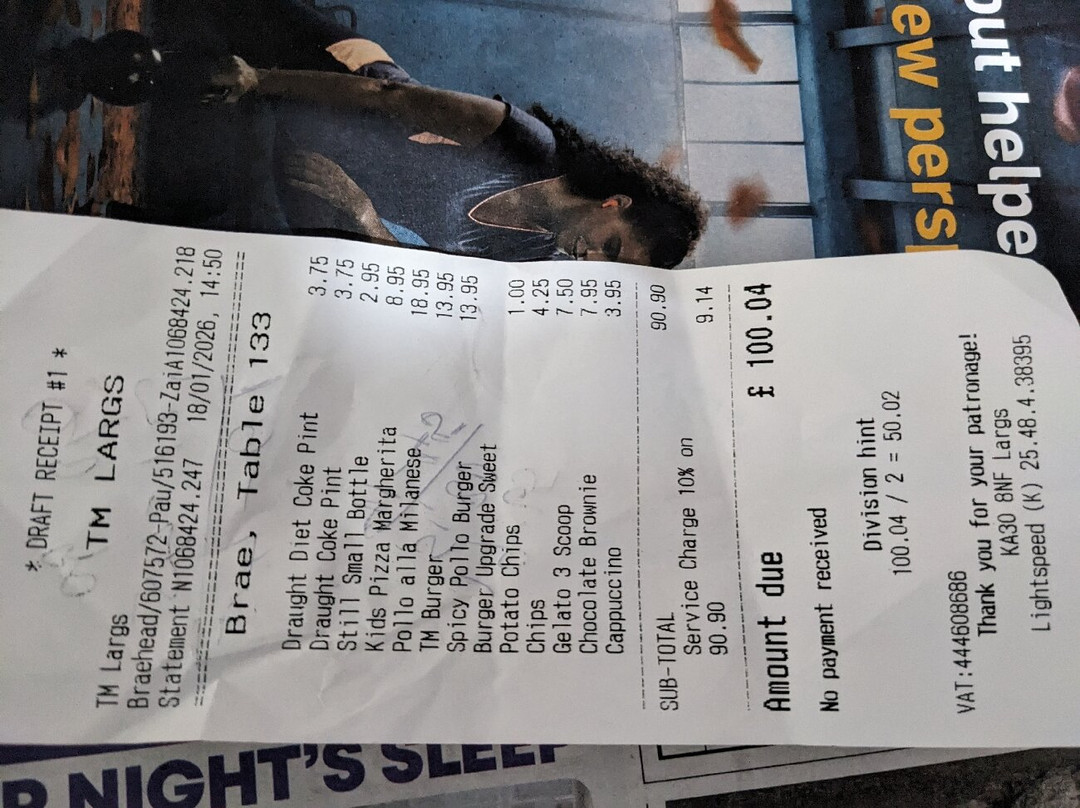 * DRAFT RECEIPT #1 *
TM LARGS
TM Largs
Braehead/607572-Pau/516193-ZaiA1068424.218
Statement N1068424.247 18/01/2026, 14:50
Brae, Table 133
Draught Diet Coke Pint 3.75
Draught Coke Pint 3.75
Still Small Bottle 2.95
Kids Pizza Margherita 8.95
Pollo alla Milanese 18.95
TM Burger 13.95
Spicy Pollo Burger 13.95
Burger Upgrade Sweet
Potato Chips 1.00
Chips 4.25
Gelato 3 Scoop 7.50
Chocolate Brownie 7.95
Cappuccino 3.95
SUB-TOTAL 90.90
Service Charge 10% on 9.14
90.90
Amount due £ 100.04
No payment received
Division hint
100.04 / 2 = 50.02
VAT:444608686
Thank you for your patronage!
KA30 8NF Largs
Lightspeed (K) 25.48.4.38395
NIGHT'S SLEEP